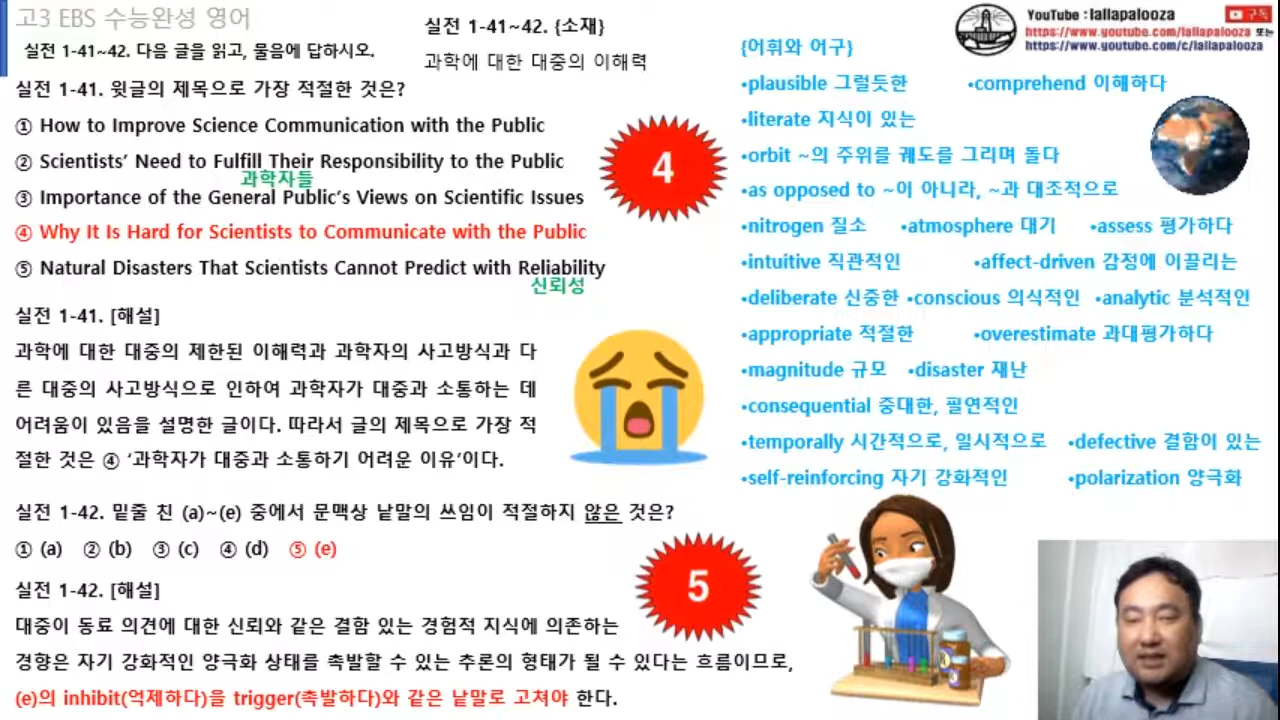 고3 EBS 수능완성 영어
실전 1-41~42. 다음 글을 읽고, 물음에 답하시오.
실전 1-41. 윗글의 제목으로 가장 적절한 것은?
① How to Improve Science Communication with the Public
② Scientists’ Need to Fulfill Their Responsibility to the Public
과학자들
③ Importance of the General Public’s Views on Scientific Issues
④ Why It Is Hard for Scientists to Communicate with the Public
⑤ Natural Disasters That Scientists Cannot Predict with Reliability
신뢰성
4
실전 1-41. [해설]
과학에 대한 대중의 제한된 이해력과 과학자의 사고방식과 다
른 대중의 사고방식으로 인하여 과학자가 대중과 소통하는 데
어려움이 있음을 설명한 글이다. 따라서 글의 제목으로 가장 적
절한 것은 ④ ‘과학자가 대중과 소통하기 어려운 이유’이다.
실전 1-42. 밑줄 친 (a)~(e) 중에서 문맥상 낱말의 쓰임이 적절하지 않은 것은?
① (a) ② (b) ③ (c) ④ (d) ⑤ (e)
5
실전 1-42. [해설]
대중이 동료 의견에 대한 신뢰와 같은 결함 있는 경험적 지식에 의존하는
경향은 자기 강화적인 양극화 상태를 촉발할 수 있는 추론의 형태가 될 수 있다는 흐름이므로,
(e)의 inhibit(억제하다)을 trigger(촉발하다)와 같은 낱말로 고쳐야 한다.
실전 1-41~42. {소재}
과학에 대한 대중의 이해력
YouTube : lallapalooza
구독
https://www.youtube.com/lallapalooza 또는
https://www.youtube.com/c/lallapalooza
{어휘와 어구}
•plausible 그럴듯한 •comprehend 이해하다
•literate 지식이 있는
•orbit ~의 주위를 궤도를 그리며 돌다
•as opposed to ~이 아니라, ~과 대조적으로
•nitrogen 질소 •atmosphere 대기 •assess 평가하다
•intuitive 직관적인 •affect-driven 감정에 이끌리는
•deliberate 신중한 •conscious 의식적인 •analytic 분석적인
•appropriate 적절한 •overestimate 과대평가하다
•magnitude 규모 •disaster 재난
•consequential 중대한, 필연적인
•temporally 시간적으로, 일시적으로 •defective 결함이 있는
•self-reinforcing 자기 강화적인 •polarization 양극화